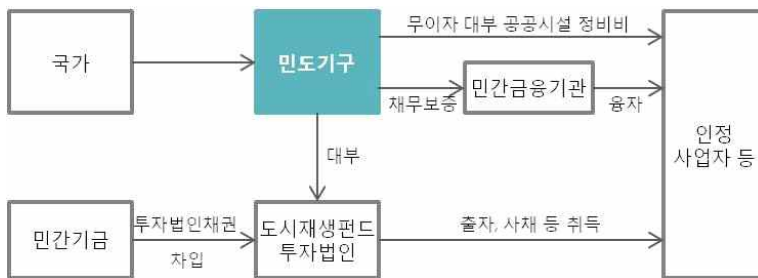 무이자 대부 공공시설 정비비
국가
민도기구
채무보증
민간금융기관
융자
인정
사업자 등
대부
민간기금
투자법인채권
차입
도시재생펀드
투자법인
출자, 사채 등 취득